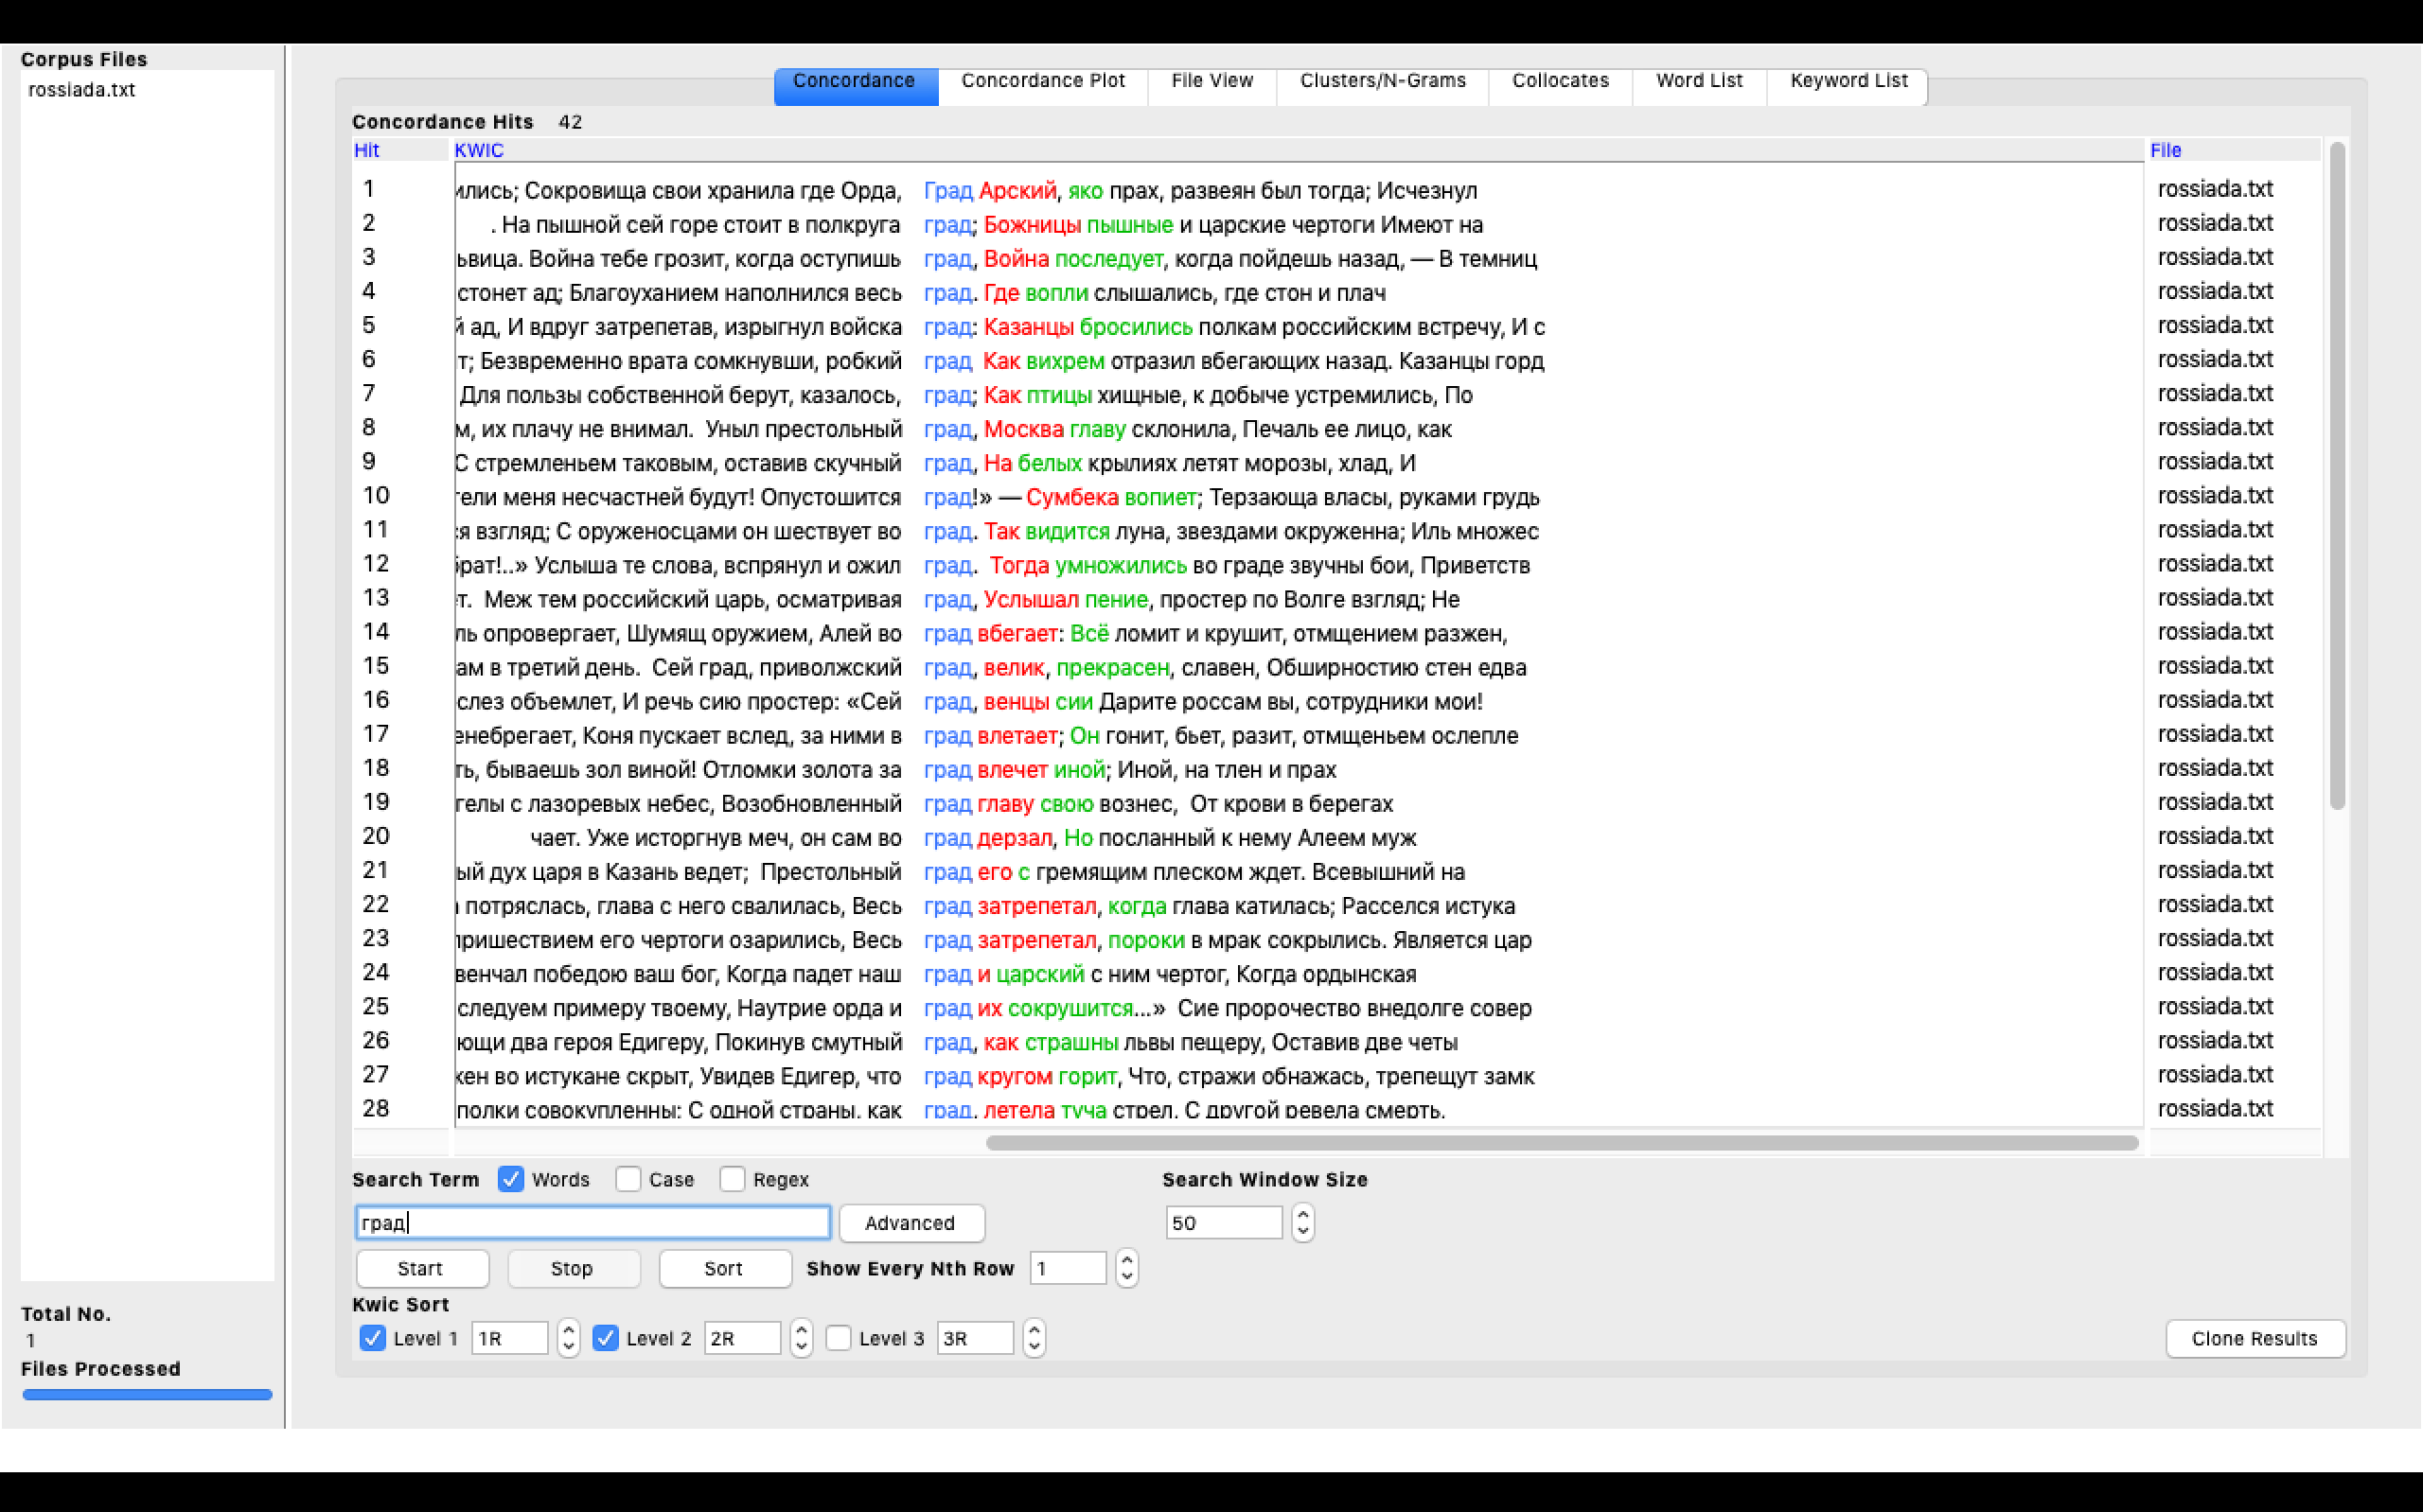 Corpus Files
rossiada.txt
Concordance Concordance Plot File View Clusters/N-Grams Collocates Word List Keyword List
Concordance Hits 42
Hit KWIC File
1 Сокровища свои хранила где Орда, Град Арский, яко прах, развеян был тогда; Исчезнул rossiada.txt
2 . На пышной сей горе стоит в полкруга град; Божницы пышные и царские чертоги Имеют на rossiada.txt
3 ьвица. Война тебе грозит, когда оступишь град, Война последует, когда пойдешь назад, — В темниц rossiada.txt
4 стонет ад; Благоуханием наполнился весь град. Где вопли слышались, где стон и плач rossiada.txt
5 й ад, И вдруг затрепетав, изрыгнул войска град: Казанцы бросились полкам российским встречу, И с rossiada.txt
6 т; Безвременно врата сомкнувши, робкий град Как вихрем отразил вбегающих назад. Казанцы горд rossiada.txt
7 Для пользы собственной берут, казалось, град; Как птицы хищные, к добыче устремились, По rossiada.txt
8 м, их плачу не внимал. Уныл престольный град, Москва главу склонила, Печаль ее лицо, как rossiada.txt
9 С стремленьем таковым, оставив скучный град, На белых крылиях летят морозы, хлад, И rossiada.txt
10 тели меня несчастней будут! Опустошится град!» — Сумбека вопиет; Терзающа власы, руками грудь rossiada.txt
11 я взгляд; С оруженосцами он шествует во град. Так видится луна, звездами окруженна; Иль множес rossiada.txt
12 брат!..» Услыша те слова, вспрянул и ожил град. Тогда умножились во граде звучны бои, Приветств rossiada.txt
13 т. Меж тем российский царь, осматривая град, Услышал пение, простер по Волге взгляд; Не rossiada.txt
14 ль опровергает, Шумящ оружием, Алей во град вбегает: Всё ломит и крушит, отмщением разжен, rossiada.txt
15 ам в третий день. Сей град, приволжский град, велик, прекрасен, славен, Обширностию стен едва rossiada.txt
16 слез объемлет, И речь сию простер: «Сей град, венцы сии Дарите россам вы, сотрудники мои! rossiada.txt
17 енебрегает, Коня пускает вслед, за ними в град влетает; Он гонит, бьет, разит, отмщеньем ослепле rossiada.txt
18 ть, бываешь зол виной! Отломки золота за град влечет иной; Иной, на тлен и прах rossiada.txt
19 гелы с лазоревых небес, Возобновленный град главу свою вознес, От крови в берегах rossiada.txt
20 чает. Уже исторгнув меч, он сам во град дерзал, Но посланный к нему Алеем муж rossiada.txt
21 ый дух царя в Казань ведет; Престольный град его с гремящим плеском ждет. Всевышний на rossiada.txt
22 потряслась, глава с него свалилась, Весь град затрепетал, когда глава катилась; Расселся истука rossiada.txt
23 пришествием его чертоги озарились, Весь град затрепетал, пороки в мрак сокрылись. Является цар rossiada.txt
24 венчал победою ваш бог, Когда падет наш град и царский с ним чертог, Когда ордынская rossiada.txt
25 следуем примеру твоему, Наутрие орда и град их сокрушится...» Сие пророчество внедолге совер rossiada.txt
26 ющи два героя Едигеру, Покинув смутный град, как страшны львы пещеру, Оставив две четы rossiada.txt
27 жен во истукане скрыт, Увидев Едигер, что град кругом горит, Что, стражи обнажась, трепещут замк rossiada.txt
28 полки совокупленны: С одной страны, как град, летела туча стрел, С другой ревела смерть, rossiada.txt
Search Term Words Case Regex Search Window Size
град Advanced 50
Start Stop Sort Show Every Nth Row 1
Kwic Sort
Level 1 1R Level 2 2R Level 3 3R Clone Results
Total No.
1
Files Processed